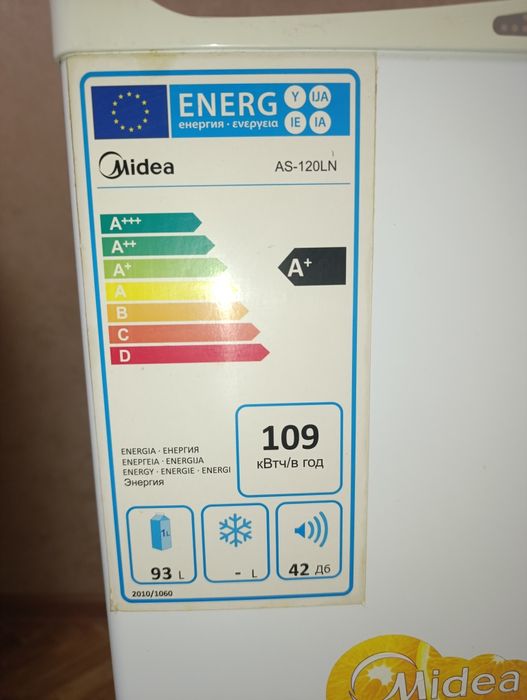 ENERG Y IJA
енергия · ενεργεια IE IA
Midea AS-120LN
A+++
A++
A+ A+
A
B
C
D
109
кВтч/в год
ENERGIA · ЕНЕРГИЯ
ΕΝΕΡΓΕΙΑ · ENERGIJA
ENERGY · ENERGIE · ENERGI
Энергия
1L
93 L - L 42 Дб
2010/1060
Midea